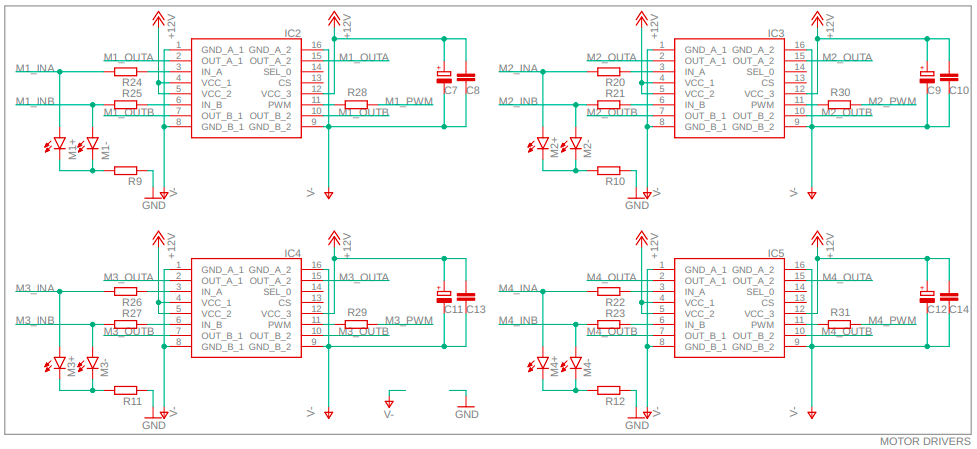 +12V +12V +12V +12V
IC2 IC3
1 GND_A_1 GND_A_2 16 1 GND_A_1 GND_A_2 16
M1_OUTA 2 OUT_A_1 OUT_A_2 15 M1_OUTA M2_OUTA 2 OUT_A_1 OUT_A_2 15 M2_OUTA
M1_INA 3 IN_A SEL_0 14 M2_INA 3 IN_A SEL_0 14
R24 4 VCC_1 CS 13 R20 4 VCC_1 CS 13
5 VCC_2 VCC_3 12 C7 C8 5 VCC_2 VCC_3 12 C9 C10
R25 R28 R21 R30
M1_INB 6 IN_B PWM 11 M1_PWM M2_INB 6 IN_B PWM 11 M2_PWM
M1_OUTB 7 OUT_B_1 OUT_B_2 10 M1_OUTB M2_OUTB 7 OUT_B_1 OUT_B_2 10 M2_OUTB
8 GND_B_1 GND_B_2 9 8 GND_B_1 GND_B_2 9
M1+ M1- M2+ M2-
R9 R10
V- V- V- V-
GND GND
+12V +12V +12V +12V
IC4 IC5
1 GND_A_1 GND_A_2 16 1 GND_A_1 GND_A_2 16
M3_OUTA 2 OUT_A_1 OUT_A_2 15 M3_OUTA M4_OUTA 2 OUT_A_1 OUT_A_2 15 M4_OUTA
M3_INA 3 IN_A SEL_0 14 M4_INA 3 IN_A SEL_0 14
R26 4 VCC_1 CS 13 R22 4 VCC_1 CS 13
5 VCC_2 VCC_3 12 C11 C13 5 VCC_2 VCC_3 12 C12 C14
R27 R29 R23 R31
M3_INB 6 IN_B PWM 11 M3_PWM M4_INB 6 IN_B PWM 11 M4_PWM
M3_OUTB 7 OUT_B_1 OUT_B_2 10 M3_OUTB M4_OUTB 7 OUT_B_1 OUT_B_2 10 M4_OUTB
8 GND_B_1 GND_B_2 9 8 GND_B_1 GND_B_2 9
M3+ M3- M4+ M4-
R11 R12
V- V- V- GND V- V-
GND GND
MOTOR DRIVERS